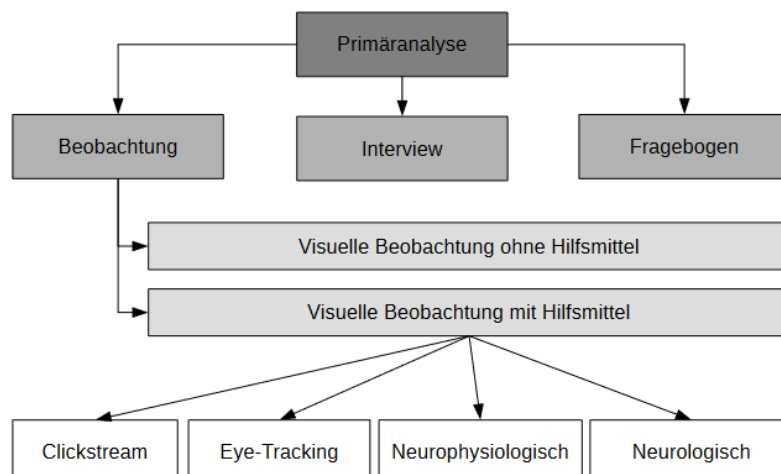 Primäranalyse
Beobachtung
Interview
Fragebogen
Visuelle Beobachtung ohne Hilfsmittel
Visuelle Beobachtung mit Hilfsmittel
Clickstream
Eye-Tracking
Neurophysiologisch
Neurologisch